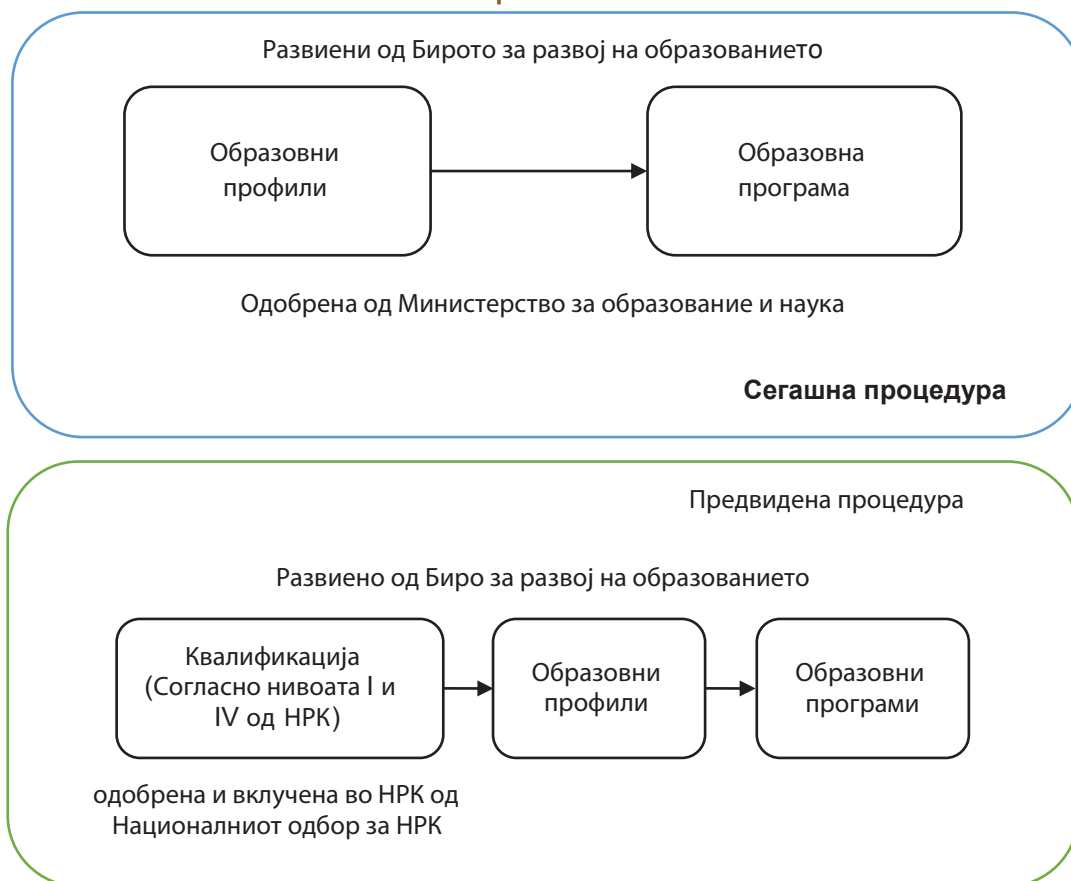 Развиени од Бирото за развој на образованието
Образовни
профили
Образовна
програма
Одобрена од Министерство за образование и наука
Сегашна процедура
Предвидена процедура
Развиено од Биро за развој на образованието
Квалификација
(Согласно нивоата I и
IV од НРК)
Образовни
профили
Образовни
програми
одобрена и вклучена во НРК од
Националниот одбор за НРК